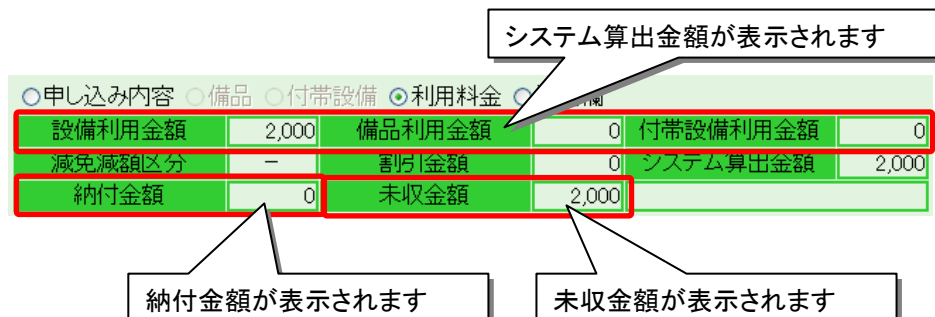 システム算出金額が表示されます
○申し込み内容 ○備品 ○付帯設備 ◉利用料金 欄
設備利用金額 2,000 備品利用金額 0 付帯設備利用金額 0
減免減額区分 － 割引金額 0 システム算出金額 2,000
納付金額 0 未収金額 2,000
納付金額が表示されます 未収金額が表示されます